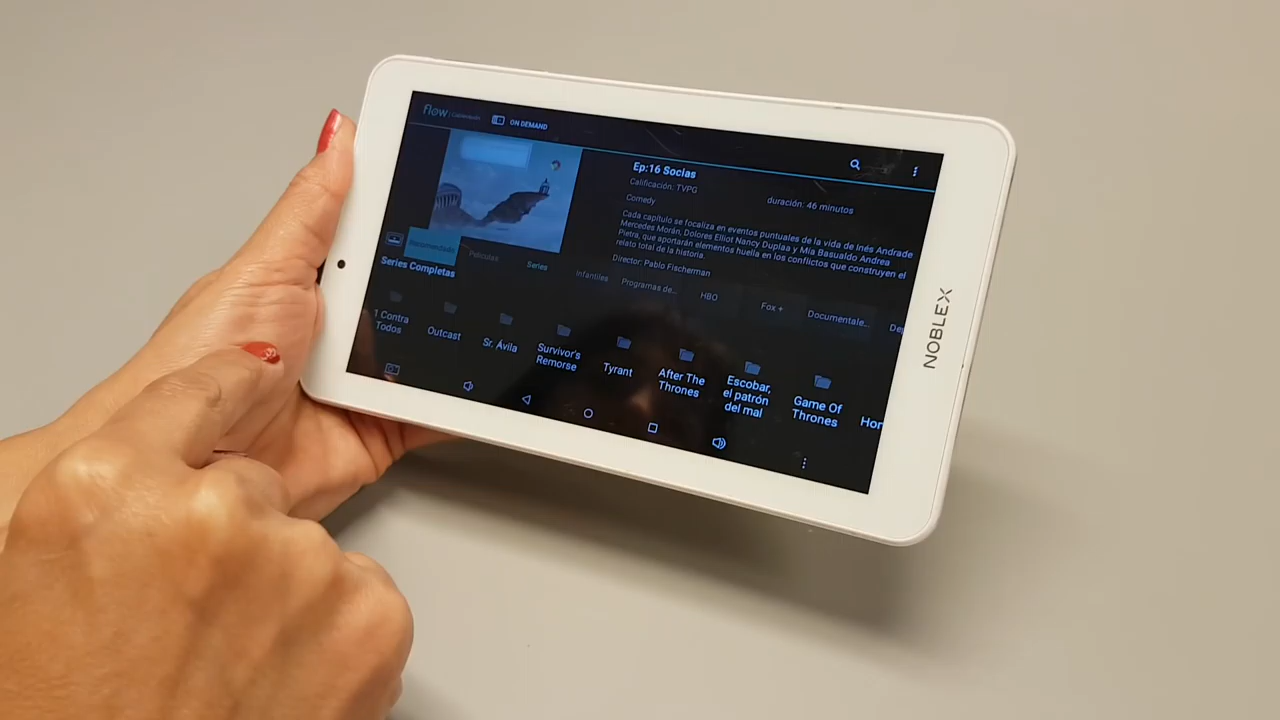 flow
ON DEMAND
Ep:16 Socias
Calificación: TVPG
duración: 46 minutos
Comedy
Cada capítulo se focaliza en eventos puntuales de la vida de Inés Andrade
Mercedes Morán, Dolores Elliot Nancy Duplaa y Mía Basualdo Andrea
Pietra, que aportarán elementos huella en los conflictos que construyen el
relato total de la historia.
Director: Pablo Fischerman
Recomendado
Películas
Series
Infantiles
Programas de...
HBO
Fox +
Documentale...
Series Completas
1 Contra
Todos
Outcast
Sr. Ávila
Survivor's
Remorse
Tyrant
After The
Thrones
Escobar,
el patrón
del mal
Game Of
Thrones
Hor
NOBLEX